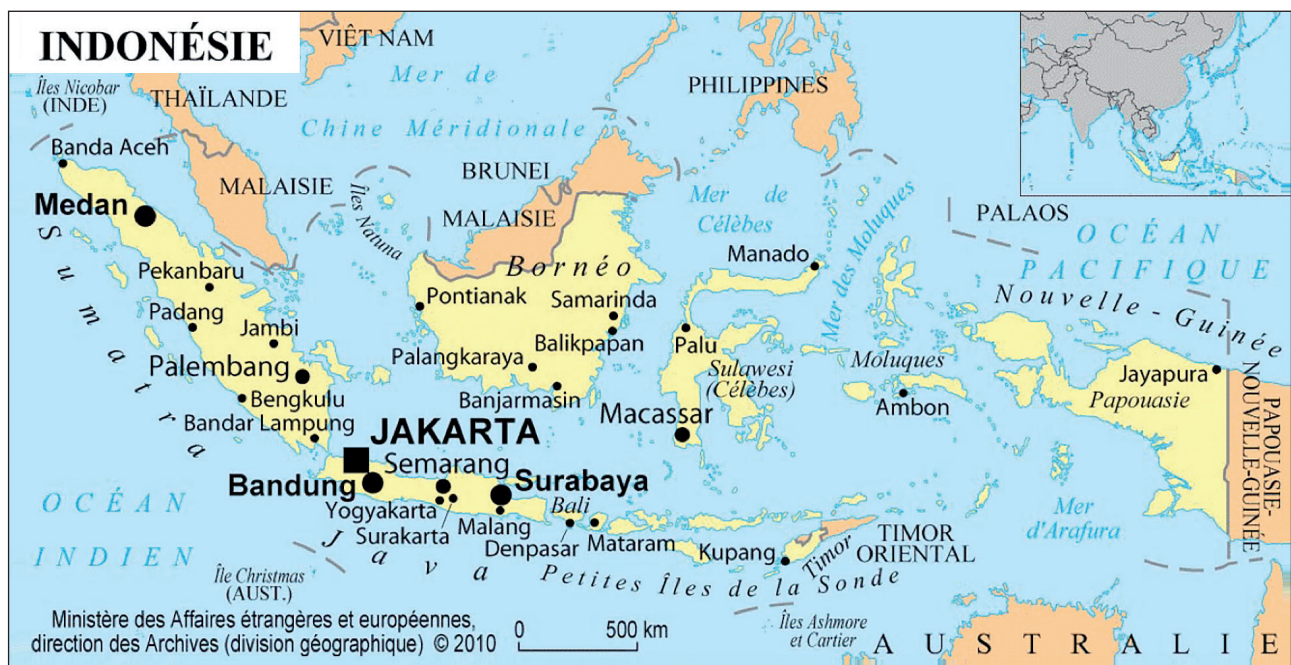 INDONÉSIE
VIÊT NAM
Mer de
Chine Méridionale
PHILIPPINES
Îles Nicobar
(INDE)
THAÏLANDE
Banda Aceh
MALAISIE
BRUNEI
MALAISIE
Îles Natuna
Mer de
Célèbes
Mer des Moluques
PALAOS
OCÉAN
PACIFIQUE
Medan
Sumatra
Pekanbaru
Padang
Jambi
Palembang
Bengkulu
Bandar Lampung
Bornéo
Pontianak
Samarinda
Balikpapan
Palangkaraya
Banjarmasin
Manado
Palu
Sulawesi
(Célèbes)
Macassar
Moluques
Ambon
Nouvelle-Guinée
Jayapura
Papouasie
PAPOUASIE-
NOUVELLE-GUINÉE
JAKARTA
Semarang
Bandung
Surabaya
Yogyakarta
Surakarta
Malang
Java
Bali
Denpasar
Mataram
Kupang
Timor
TIMOR
ORIENTAL
Mer
d'Arafura
Petites Îles de la Sonde
OCÉAN
INDIEN
Île Christmas
(AUST.)
Îles Ashmore
et Cartier
AUSTRALIE
Ministère des Affaires étrangères et européennes,
direction des Archives (division géographique) © 2010
0 500 km